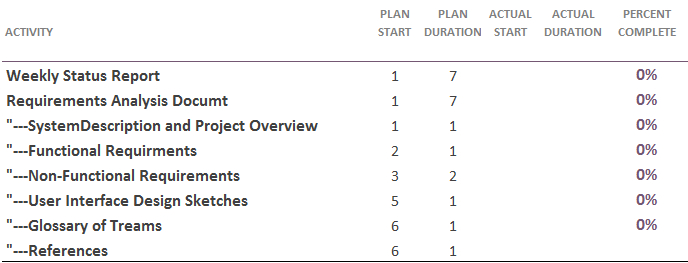 PLAN PLAN ACTUAL ACTUAL PERCENT
ACTIVITY START DURATION START DURATION COMPLETE
Weekly Status Report 1 7 0%
Requirements Analysis Documt 1 7 0%
"---SystemDescription and Project Overview 1 1 0%
"---Functional Requirments 2 1 0%
"---Non-Functional Requirements 3 2 0%
"---User Interface Design Sketches 5 1 0%
"---Glossary of Treams 6 1 0%
"---References 6 1